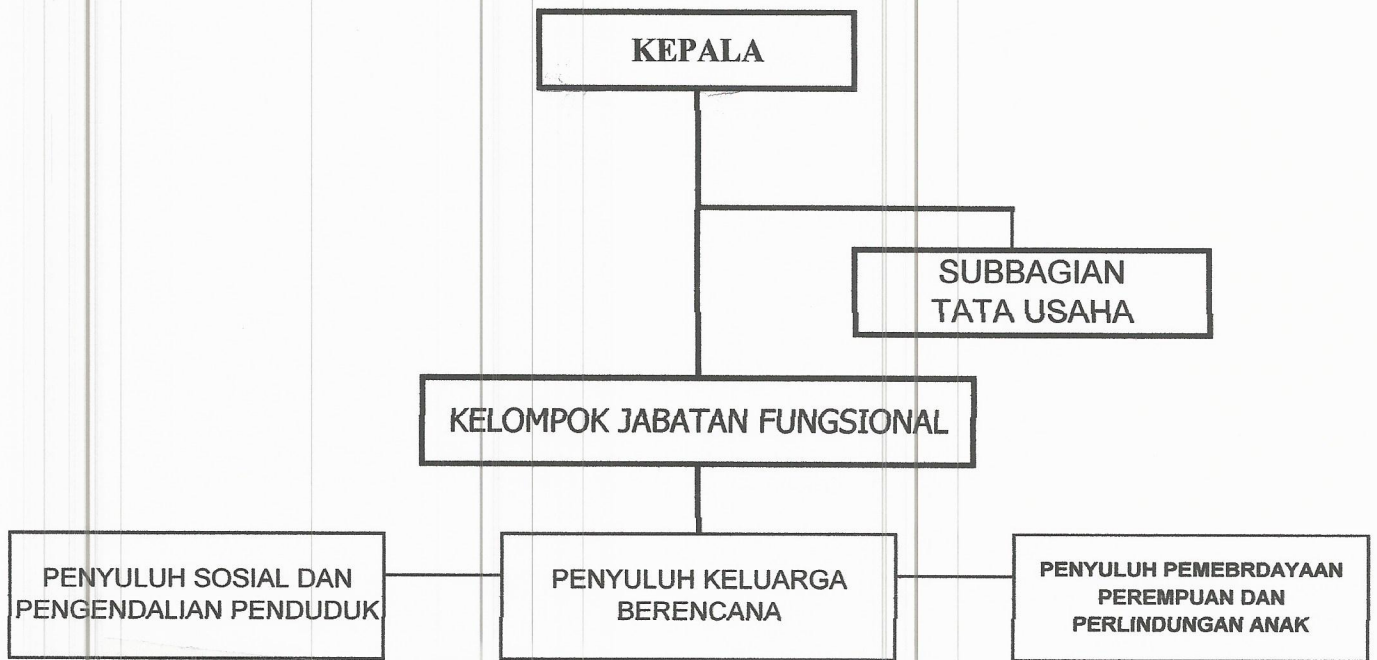 KEPALA
SUBBAGIAN
TATA USAHA
KELOMPOK JABATAN FUNGSIONAL
PENYULUH SOSIAL DAN
PENGENDALIAN PENDUDUK
PENYULUH KELUARGA
BERENCANA
PENYULUH PEMEBRDAYAAN
PEREMPUAN DAN
PERLINDUNGAN ANAK